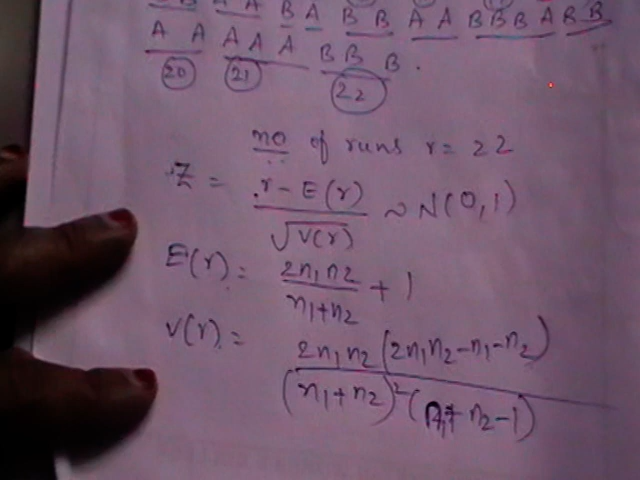 B B A A B A B B A A B B B A B B
A A A A A B B B .
20 21 22
no of runs r = 22
Z = r - E(r) / √V(r) ~ N(0,1)
E(r) = 2n1n2 / n1+n2 + 1
V(r) = 2n1n2 (2n1n2-n1-n2) / (n1+n2)² (n1+n2-1)